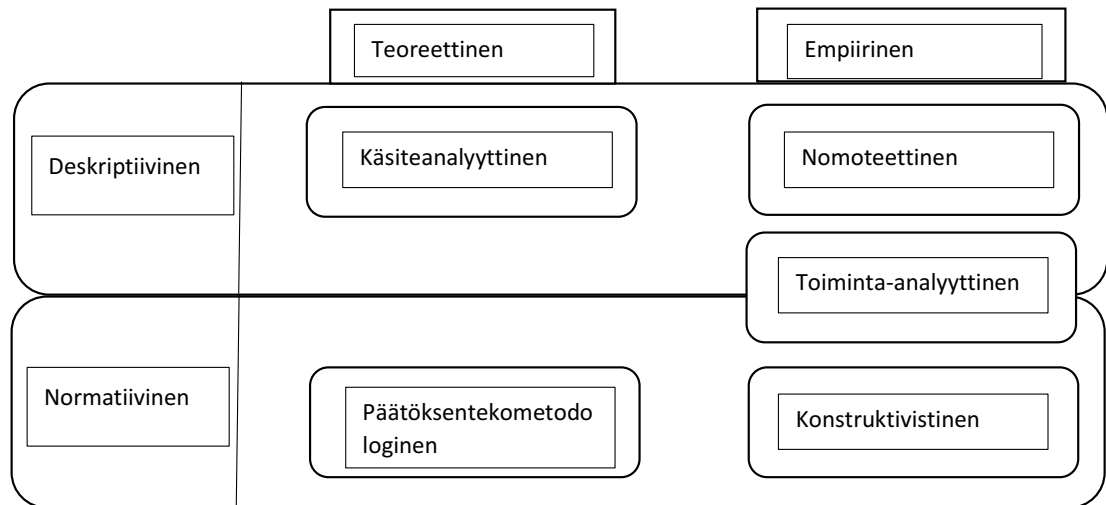 Teoreettinen
Empiirinen
Deskriptiivinen
Käsiteanalyyttinen
Nomoteettinen
Toiminta-analyyttinen
Normatiivinen
Päätöksentekometodo
loginen
Konstruktivistinen